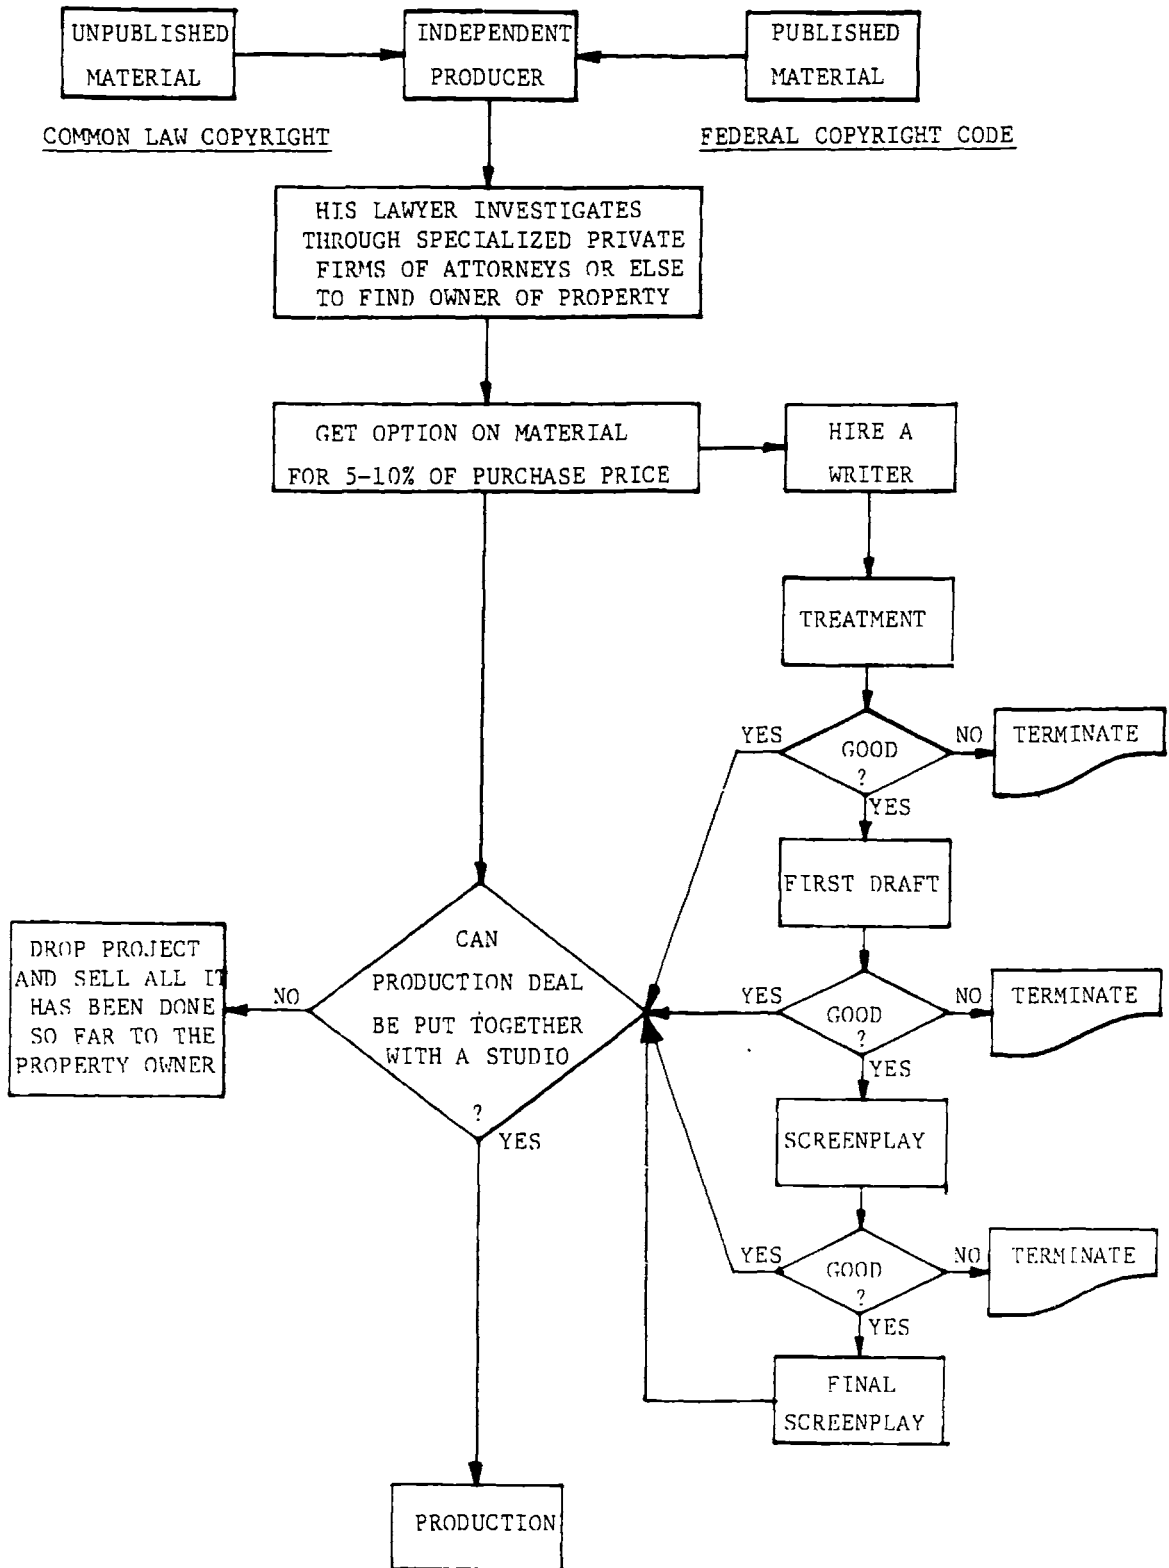 UNPUBLISHED
MATERIAL
INDEPENDENT
PRODUCER
PUBLISHED
MATERIAL
COMMON LAW COPYRIGHT
FEDERAL COPYRIGHT CODE
HIS LAWYER INVESTIGATES
THROUGH SPECIALIZED PRIVATE
FIRMS OF ATTORNEYS OR ELSE
TO FIND OWNER OF PROPERTY
GET OPTION ON MATERIAL
FOR 5-10% OF PURCHASE PRICE
HIRE A
WRITER
TREATMENT
YES
GOOD
?
NO
TERMINATE
YES
FIRST DRAFT
YES
GOOD
?
NO
TERMINATE
YES
CAN
PRODUCTION DEAL
BE PUT TOGETHER
WITH A STUDIO
?
NO
DROP PROJECT
AND SELL ALL IT
HAS BEEN DONE
SO FAR TO THE
PROPERTY OWNER
YES
SCREENPLAY
YES
GOOD
?
NO
TERMINATE
YES
FINAL
SCREENPLAY
PRODUCTION